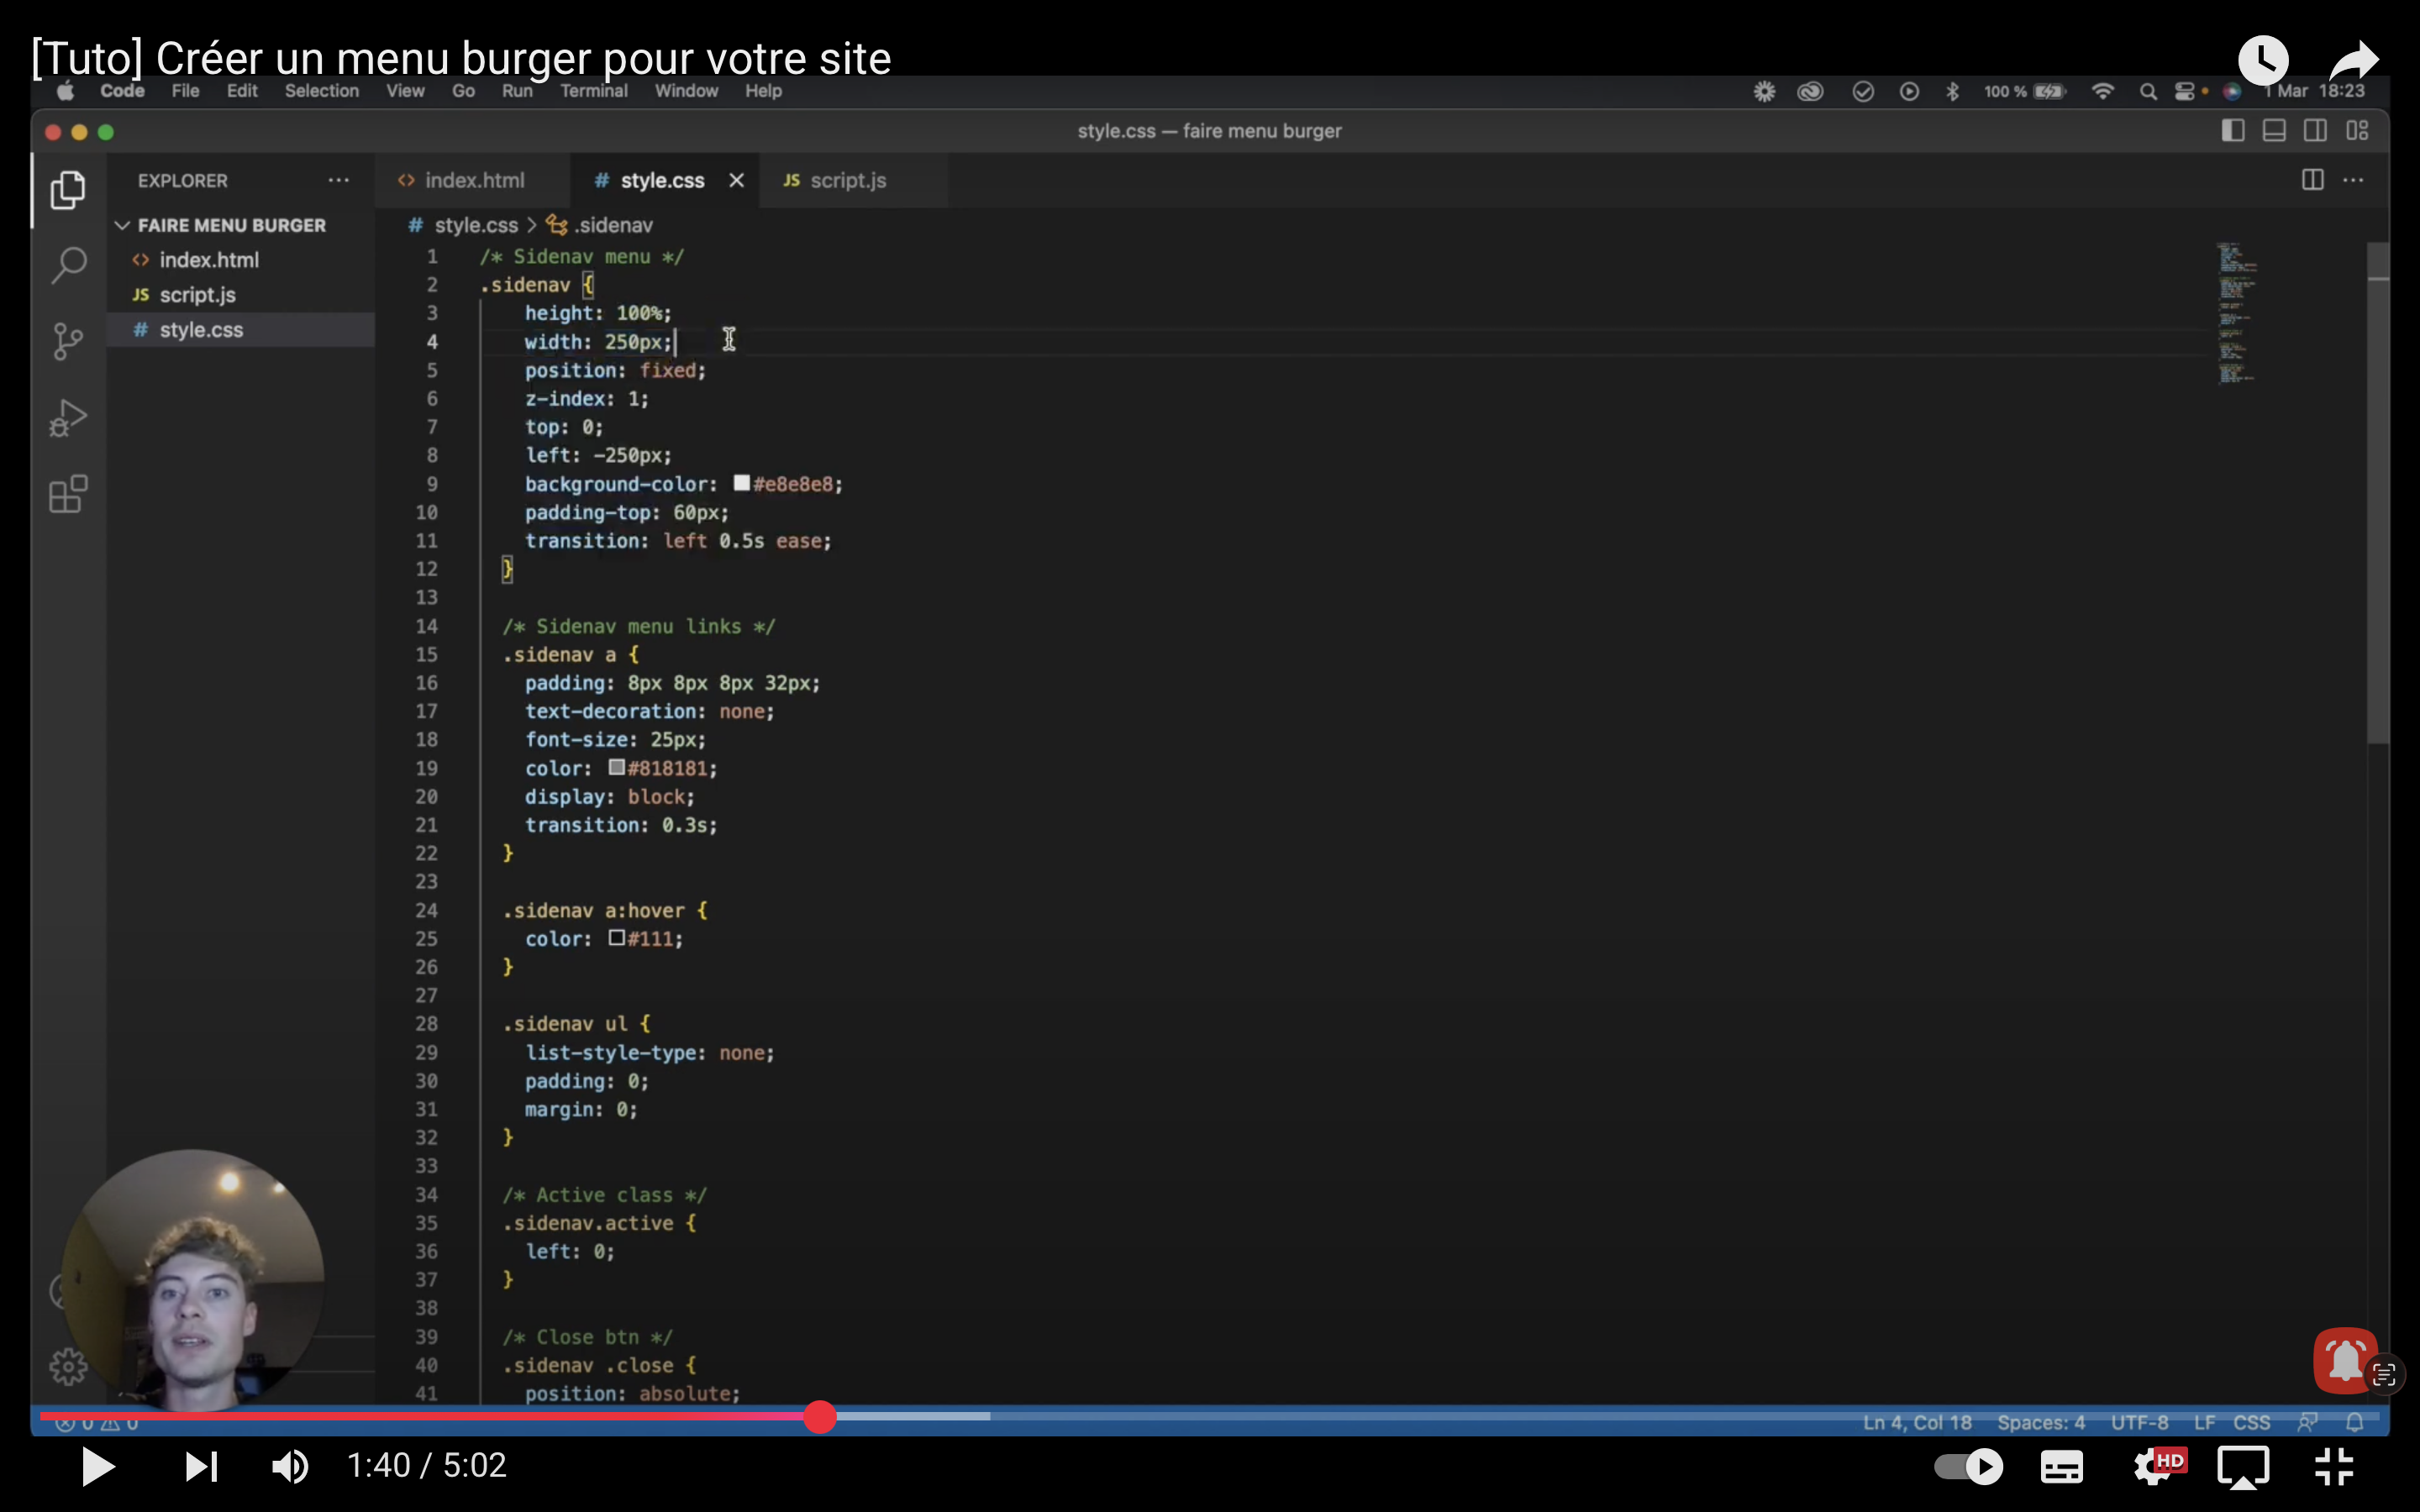 [Tuto] Créer un menu burger pour votre site
Code File Edit Selection View Go Run Terminal Window Help 100 % 1 Mar 18:23
style.css — faire menu burger
EXPLORER ··· <> index.html # style.css × JS script.js ···
FAIRE MENU BURGER
<> index.html
JS script.js
# style.css
# style.css > .sidenav
1 /* Sidenav menu */
2 .sidenav {
3 height: 100%;
4 width: 250px;
5 position: fixed;
6 z-index: 1;
7 top: 0;
8 left: -250px;
9 background-color: #e8e8e8;
10 padding-top: 60px;
11 transition: left 0.5s ease;
12 }
13
14 /* Sidenav menu links */
15 .sidenav a {
16 padding: 8px 8px 8px 32px;
17 text-decoration: none;
18 font-size: 25px;
19 color: #818181;
20 display: block;
21 transition: 0.3s;
22 }
23
24 .sidenav a:hover {
25 color: #111;
26 }
27
28 .sidenav ul {
29 list-style-type: none;
30 padding: 0;
31 margin: 0;
32 }
33
34 /* Active class */
35 .sidenav.active {
36 left: 0;
37 }
38
39 /* Close btn */
40 .sidenav .close {
41 position: absolute;
0 0 Ln 4, Col 18 Spaces: 4 UTF-8 LF CSS
1:40 / 5:02 HD